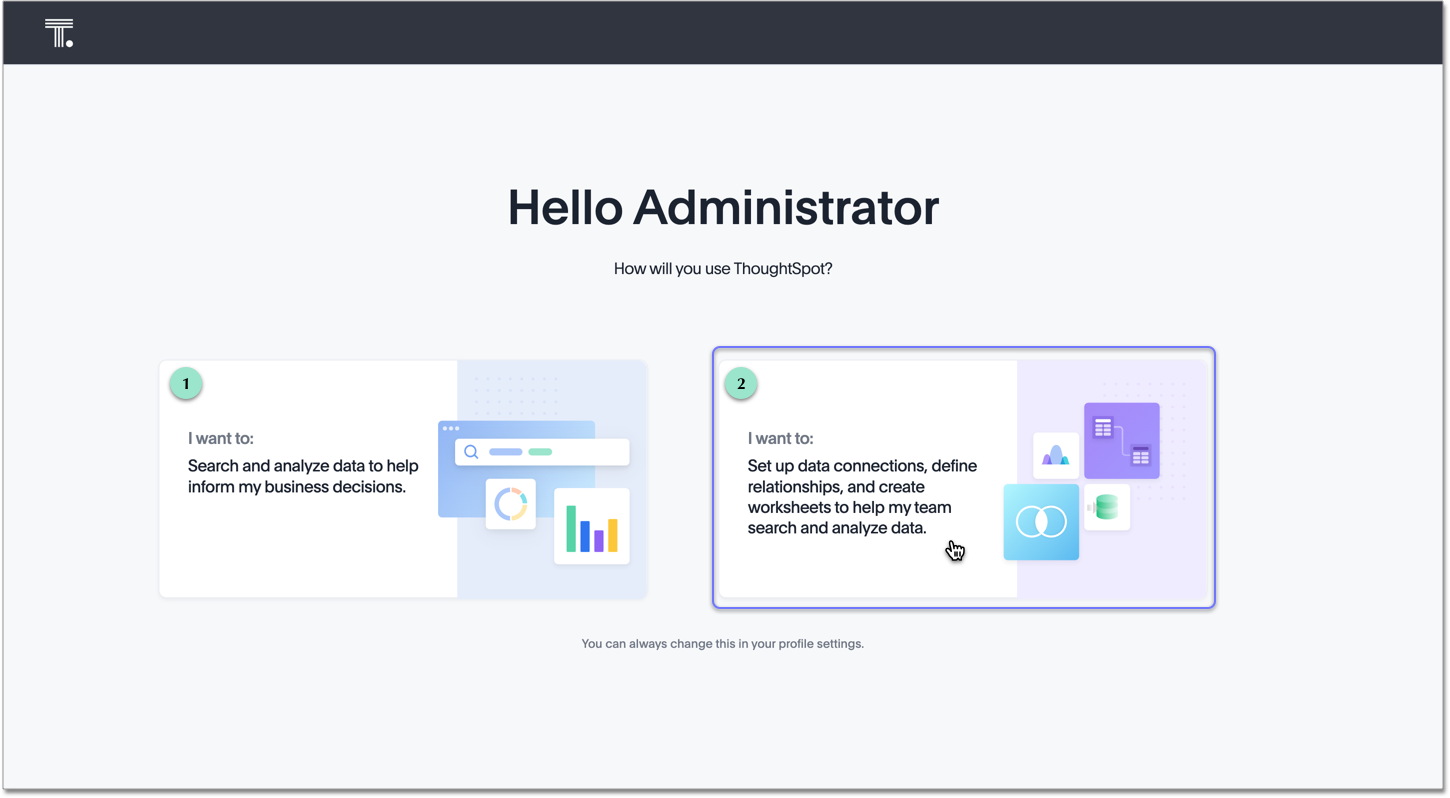 T.
Hello Administrator
How will you use ThoughtSpot?
1
I want to:
Search and analyze data to help
inform my business decisions.
2
I want to:
Set up data connections, define
relationships, and create
worksheets to help my team
search and analyze data.
You can always change this in your profile settings.